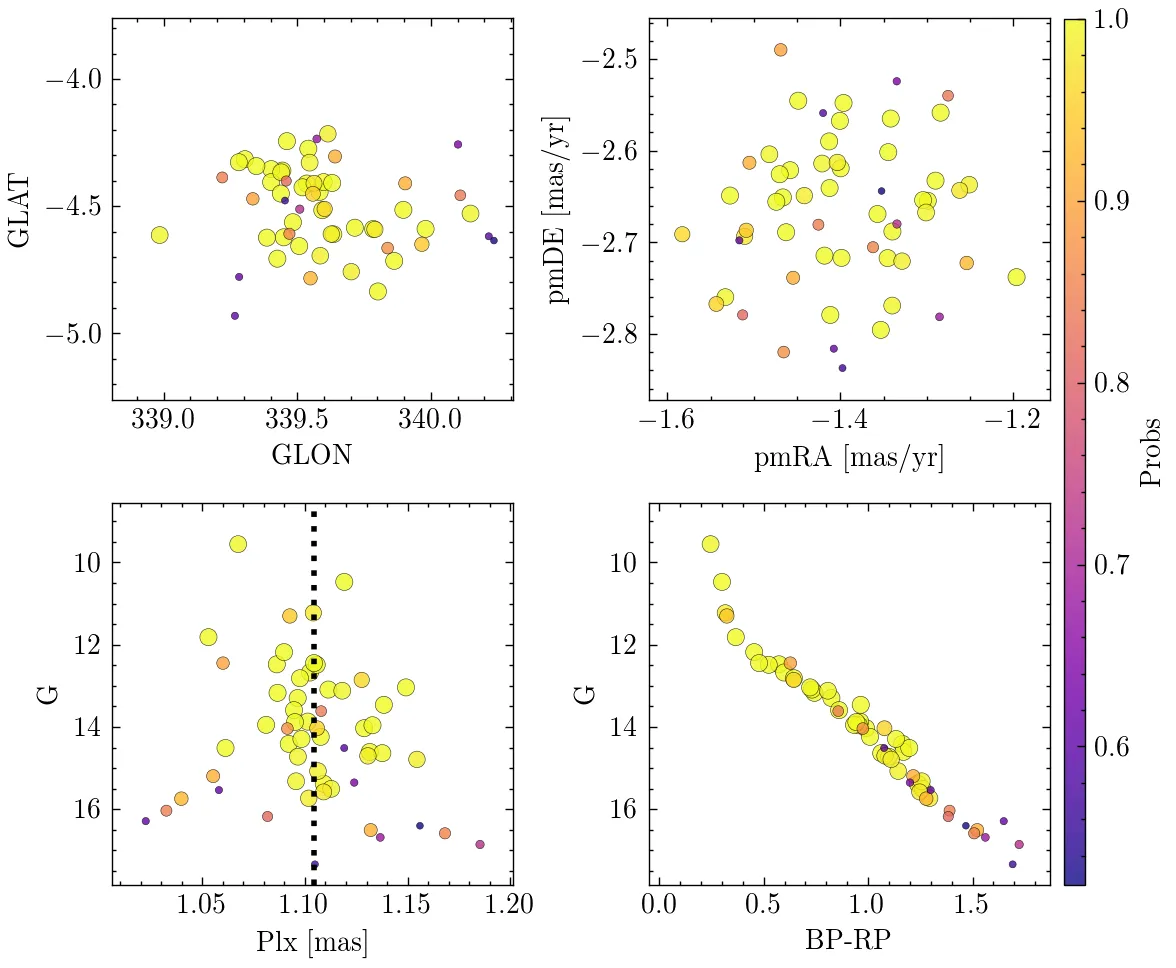 −4.0
−4.5
−5.0
GLAT
339.0 339.5 340.0
GLON
−2.5
−2.6
−2.7
−2.8
pmDE [mas/yr]
−1.6 −1.4 −1.2
pmRA [mas/yr]
10
12
14
16
G
1.05 1.10 1.15 1.20
Plx [mas]
10
12
14
16
G
0.0 0.5 1.0 1.5
BP-RP
1.0
0.9
0.8
0.7
0.6
Probs